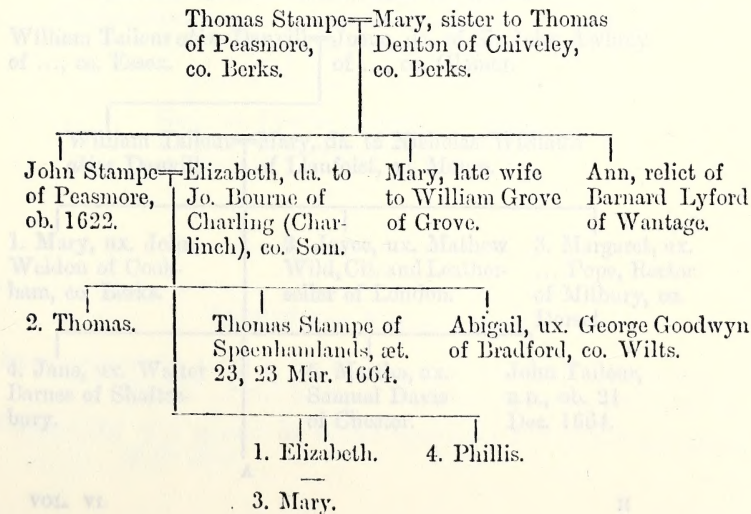 Thomas Stampe Mary, sister to Thomas
of Peasmore, Denton of Chiveley,
co. Berks. co. Berks.
John Stampe Elizabeth, da. to Mary, late wife Ann, relict of
of Peasmore, Jo. Bourne of to William Grove Barnard Lyford
ob. 1622. Charling (Char- of Grove. of Wantage.
linch), co. Som.
2. Thomas. Thomas Stampe of Abigail, ux. George Goodwyn
Speenhamlands, æt. of Bradford, co. Wilts.
23, 23 Mar. 1664.
1. Elizabeth. 4. Phillis.
3. Mary.